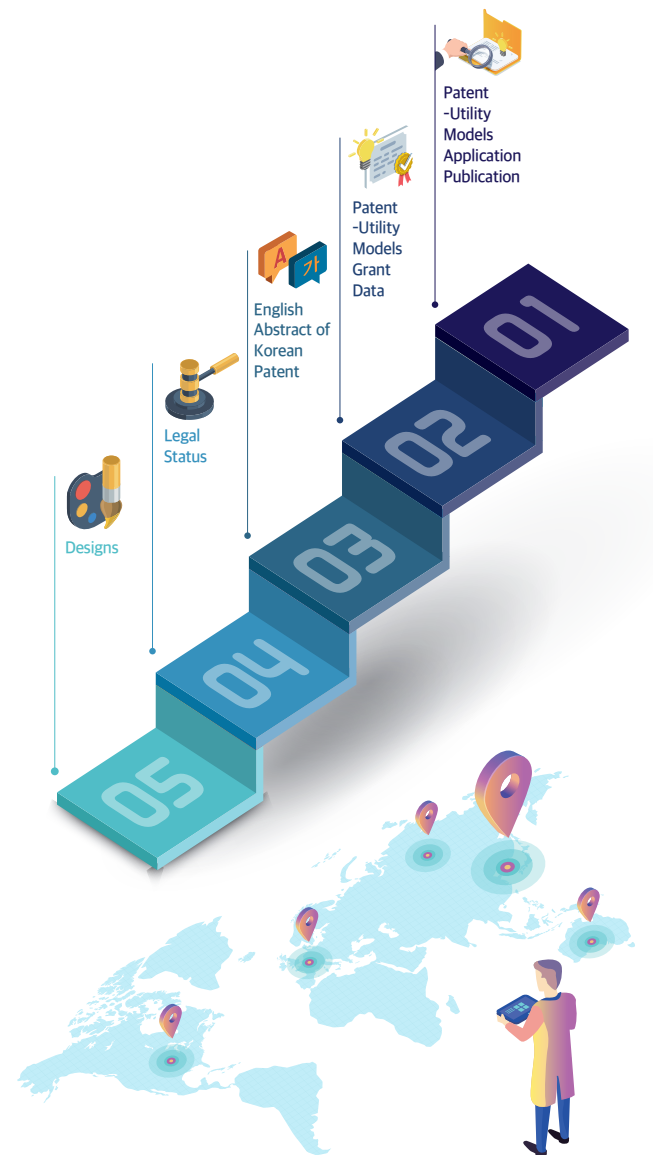 Patent
-Utility
Models
Application
Publication
Patent
-Utility
Models
Grant
Data
A
가
English
Abstract of
Korean
Patent
Legal
Status
Designs
01
02
03
04
05